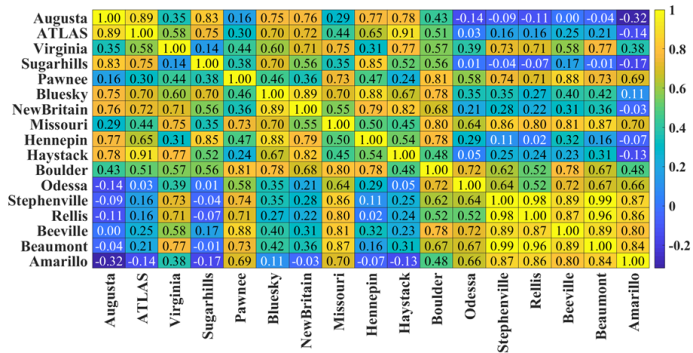 Augusta 1.00 0.89 0.35 0.83 0.16 0.75 0.76 0.29 0.77 0.78 0.43 -0.14 -0.09 -0.11 0.00 -0.04 -0.32
ATLAS 0.89 1.00 0.58 0.75 0.30 0.70 0.72 0.44 0.65 0.91 0.51 0.03 0.16 0.16 0.25 0.21 -0.14
Virginia 0.35 0.58 1.00 0.14 0.44 0.60 0.71 0.75 0.31 0.77 0.57 0.39 0.73 0.71 0.58 0.77 0.38
Sugarhills 0.83 0.75 0.14 1.00 0.38 0.70 0.56 0.35 0.85 0.52 0.56 0.01 -0.04 -0.07 0.17 -0.01 -0.17
Pawnee 0.16 0.30 0.44 0.38 1.00 0.46 0.36 0.73 0.47 0.24 0.81 0.58 0.74 0.71 0.88 0.73 0.69
Bluesky 0.75 0.70 0.60 0.70 0.46 1.00 0.89 0.70 0.88 0.67 0.78 0.35 0.35 0.27 0.40 0.42 0.11
NewBritain 0.76 0.72 0.71 0.56 0.36 0.89 1.00 0.55 0.79 0.82 0.68 0.21 0.28 0.22 0.31 0.36 -0.03
Missouri 0.29 0.44 0.75 0.35 0.73 0.70 0.55 1.00 0.50 0.45 0.80 0.64 0.86 0.80 0.81 0.87 0.70
Hennepin 0.77 0.65 0.31 0.85 0.47 0.88 0.79 0.50 1.00 0.54 0.78 0.29 0.11 0.02 0.32 0.16 -0.07
Haystack 0.78 0.91 0.77 0.52 0.24 0.67 0.82 0.45 0.54 1.00 0.48 0.05 0.25 0.24 0.23 0.31 -0.13
Boulder 0.43 0.51 0.57 0.56 0.81 0.78 0.68 0.80 0.78 0.48 1.00 0.72 0.62 0.52 0.78 0.67 0.48
Odessa -0.14 0.03 0.39 0.01 0.58 0.35 0.21 0.64 0.29 0.05 0.72 1.00 0.64 0.52 0.72 0.67 0.66
Stephenville -0.09 0.16 0.73 -0.04 0.74 0.35 0.28 0.86 0.11 0.25 0.62 0.64 1.00 0.98 0.89 0.99 0.87
Rellis -0.11 0.16 0.71 -0.07 0.71 0.27 0.22 0.80 0.02 0.24 0.52 0.52 0.98 1.00 0.87 0.96 0.86
Beeville 0.00 0.25 0.58 0.17 0.88 0.40 0.31 0.81 0.32 0.23 0.78 0.72 0.89 0.87 1.00 0.89 0.80
Beaumont -0.04 0.21 0.77 -0.01 0.73 0.42 0.36 0.87 0.16 0.31 0.67 0.67 0.99 0.96 0.89 1.00 0.84
Amarillo -0.32 -0.14 0.38 -0.17 0.69 0.11 -0.03 0.70 -0.07 -0.13 0.48 0.66 0.87 0.86 0.80 0.84 1.00
Augusta ATLAS Virginia Sugarhills Pawnee Bluesky NewBritain Missouri Hennepin Haystack Boulder Odessa Stephenville Rellis Beeville Beaumont Amarillo
1
0.8
0.6
0.4
0.2
0
-0.2